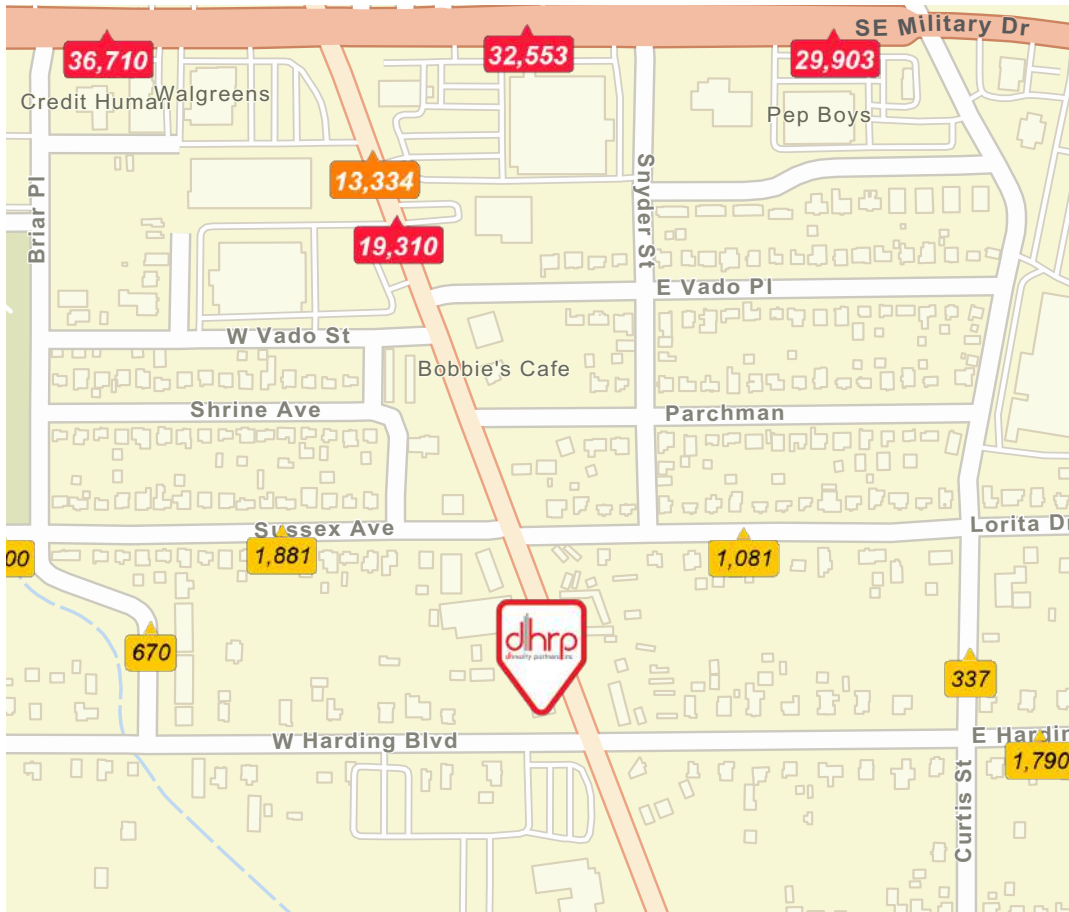 SE Military Dr
36,710
32,553
29,903
Credit Human
Walgreens
Pep Boys
13,334
Snyder St
Briar Pl
19,310
E Vado Pl
W Vado St
Bobbie's Cafe
Shrine Ave
Parchman
Sussex Ave
Lorita Dr
00
1,881
1,081
dhrp
670
337
W Harding Blvd
E Hardin
1,790
Curtis St